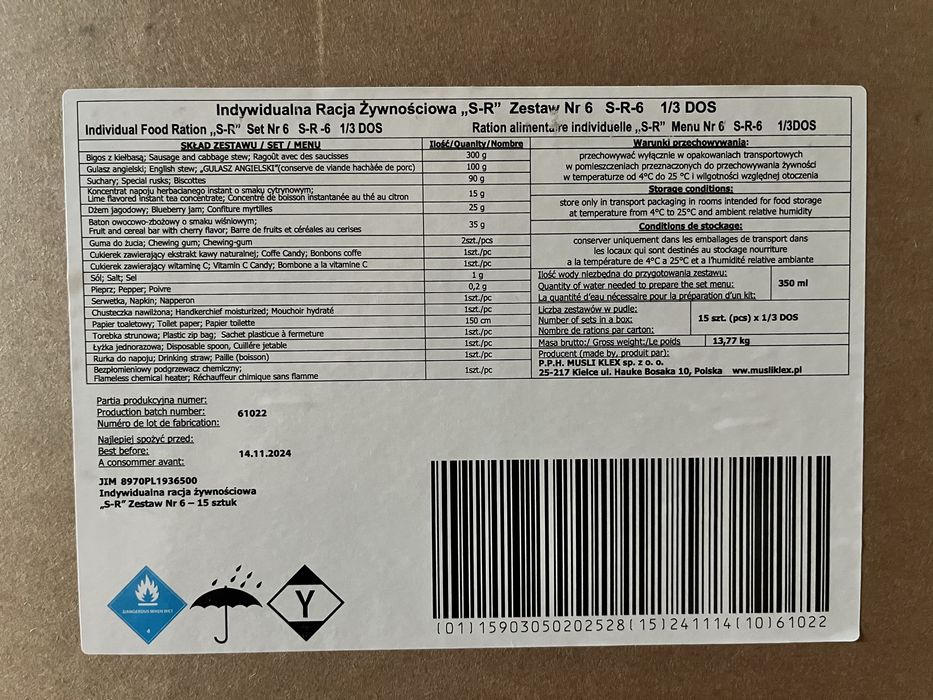 Indywidualna Racja Żywnościowa „S-R” Zestaw Nr 6 S-R-6 1/3 DOS
Individual Food Ration „S-R” Set Nr 6 S-R -6 1/3 DOS
Ration alimentaire individuelle „S-R” Menu Nr 6 S-R-6 1/3DOS
SKŁAD ZESTAWU / SET / MENU Ilość/Quanity/Nombre
Bigos z kiełbasą; Sausage and cabbage stew; Ragoût avec des saucisses 300 g
Gulasz angielski; English stew; „GULASZ ANGIELSKI”(conserve de viande hachàée de porc) 100 g
Suchary; Special rusks; Biscottes 90 g
Koncentrat napoju herbacianego instant o smaku cytrynowym;
Lime flavored instant tea concentrate; Concentré de boisson instantanée au thé au citron 15 g
Dżem jagodowy; Blueberry jam; Confiture myrtilles 25 g
Baton owocowo-zbożowy o smaku wiśniowym;
Fruit and cereal bar with cherry flavor; Barre de fruits et céréales au cerises 35 g
Guma do żucia; Chewing gum; Chewing-gum 2szt./pcs
Cukierek zawierający ekstrakt kawy naturalnej; Coffe Candy; Bonbons coffe 1szt./pc
Cukierek zawierający witaminę C; Vitamin C Candy; Bombone a la vitamine C 1szt./pc
Sól; Salt; Sel 1 g
Pieprz; Pepper; Poivre 0,2 g
Serwetka, Napkin; Napperon 1szt./pc
Chusteczka nawilżona; Handkerchief moisturized; Mouchoir hydraté 1szt./pc
Papier toaletowy; Toilet paper; Papier toilette 150 cm
Torebka strunowa; Plastic zip bag; Sachet plasticue à fermeture 1szt./pc
Łyżka jednorazowa; Disposable spoon, Cuillére jetable 1szt./pc
Rurka do napoju; Drinking straw; Paille (boisson) 1szt./pc
Bezpłomieniowy podgrzewacz chemiczny;
Flameless chemical heater; Réchauffeur chimique sans flamme 1szt./pc
Warunki przechowywania:
przechowywać wyłącznie w opakowaniach transportowych
w pomieszczeniach przeznaczonych do przechowywania żywności
w temperaturze od 4°C do 25 °C i wilgotności względnej otoczenia
Storage conditions:
store only in transport packaging in rooms intended for food storage
at temperature from 4°C to 25°C and ambient relative humidity
Conditions de stockage:
conserver uniquement dans les emballages de transport dans
les locaux qui sont destinés au stockage nourriture
a la température de 4°C a 25°C et a l’humidité relative ambiante
Ilość wody niezbędna do przygotowania zestawu:
Quantity of water needed to prepare the set menu: 350 ml
La quantité d’eau nécessaire pour la préparation d’un kit:
Liczba zestawów w pudle:
Number of sets in a box: 15 szt. (pcs) x 1/3 DOS
Nombre de rations par carton:
Masa brutto:/ Gross weight:/Le poids 13,77 kg
Producent (made by, produit par):
P.P.H. MUSLI KLEX sp. z o. o.
25-217 Kielce ul. Hauke Bosaka 10, Polska ww.musliklex.pl
Partia produkcyjna numer:
Production batch number: 61022
Numéro de lot de fabrication:
Najlepiej spożyć przed:
Best before: 14.11.2024
A consommer avant:
JIM 8970PL1936500
Indywidualna racja żywnościowa
„S-R” Zestaw Nr 6 – 15 sztuk
DANGEROUS WHEN WET
4
Y
(01)15903050202528(15)241114(10)61022